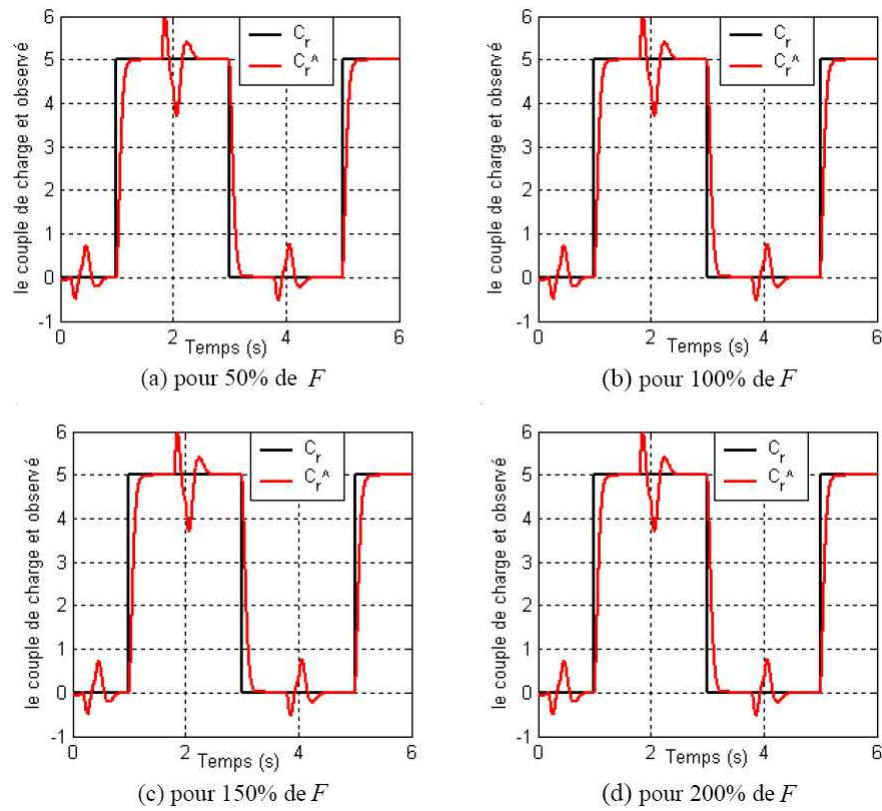 6
5
4
3
2
1
0
-1
le couple de charge et observé
C_r
C_r^
0
2
4
6
Temps (s)
(a) pour 50% de F
6
5
4
3
2
1
0
-1
le couple de charge et observé
C_r
C_r^
0
2
4
6
Temps (s)
(b) pour 100% de F
6
5
4
3
2
1
0
-1
le couple de charge et observé
C_r
C_r^
0
2
4
6
Temps (s)
(c) pour 150% de F
6
5
4
3
2
1
0
-1
le couple de charge et observé
C_r
C_r^
0
2
4
6
Temps (s)
(d) pour 200% de F